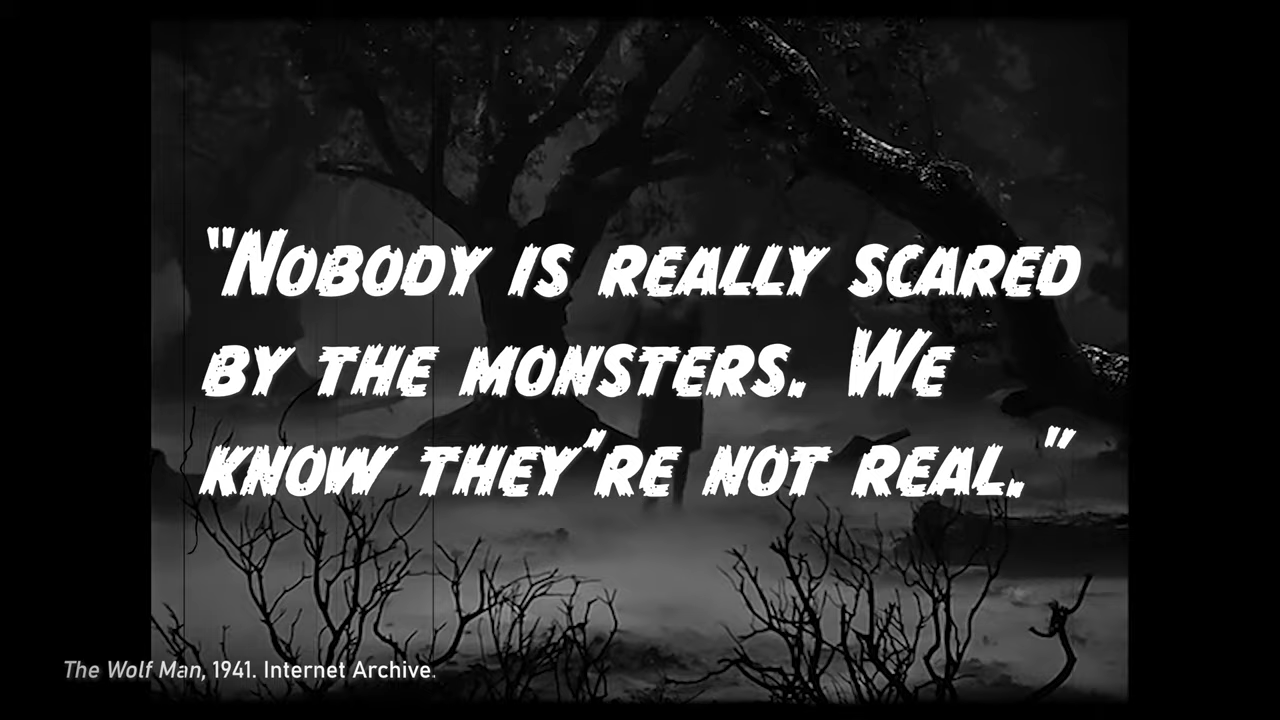 "Nobody is really scared
by the monsters. We
know they're not real."
The Wolf Man, 1941. Internet Archive.